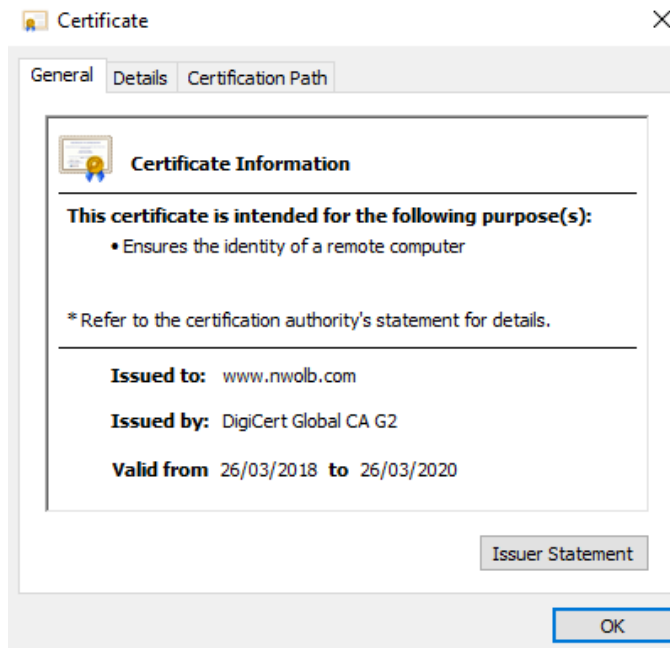 Certificate
General Details Certification Path
Certificate Information
This certificate is intended for the following purpose(s):
• Ensures the identity of a remote computer
* Refer to the certification authority's statement for details.
Issued to: www.nwolb.com
Issued by: DigiCert Global CA G2
Valid from 26/03/2018 to 26/03/2020
Issuer Statement
OK